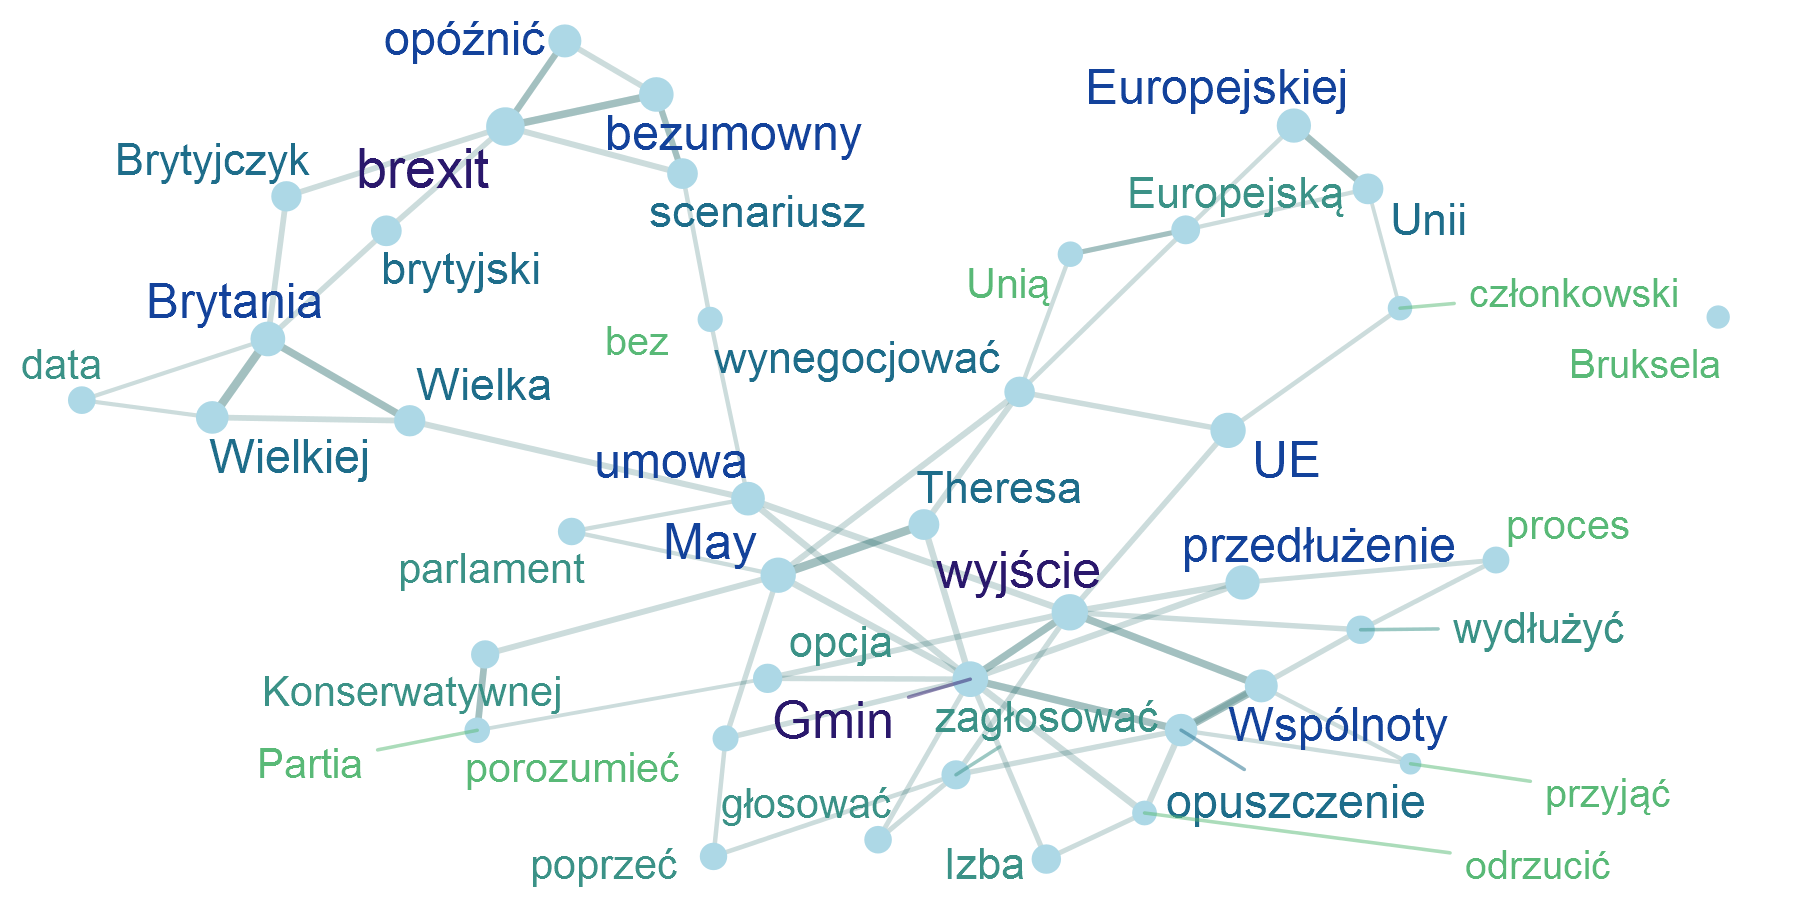 opóźnić
Europejskiej
bezumowny
Brytyjczyk
brexit
Europejską
scenariusz
Unii
brytyjski
Unią
członkowski
Brytania
bez
wynegocjować
data
Bruksela
Wielka
Wielkiej
umowa
UE
Theresa
proces
May
przedłużenie
parlament
wyjście
wydłużyć
opcja
Konserwatywnej
Gmin
zagłosować
Wspólnoty
Partia
porozumieć
głosować
opuszczenie
przyjąć
poprzeć
Izba
odrzucić